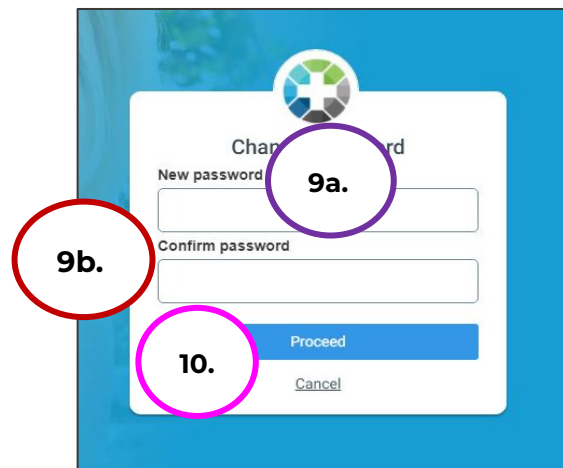 Chan rd
New password
9a.
Confirm password
9b.
Proceed
10.
Cancel